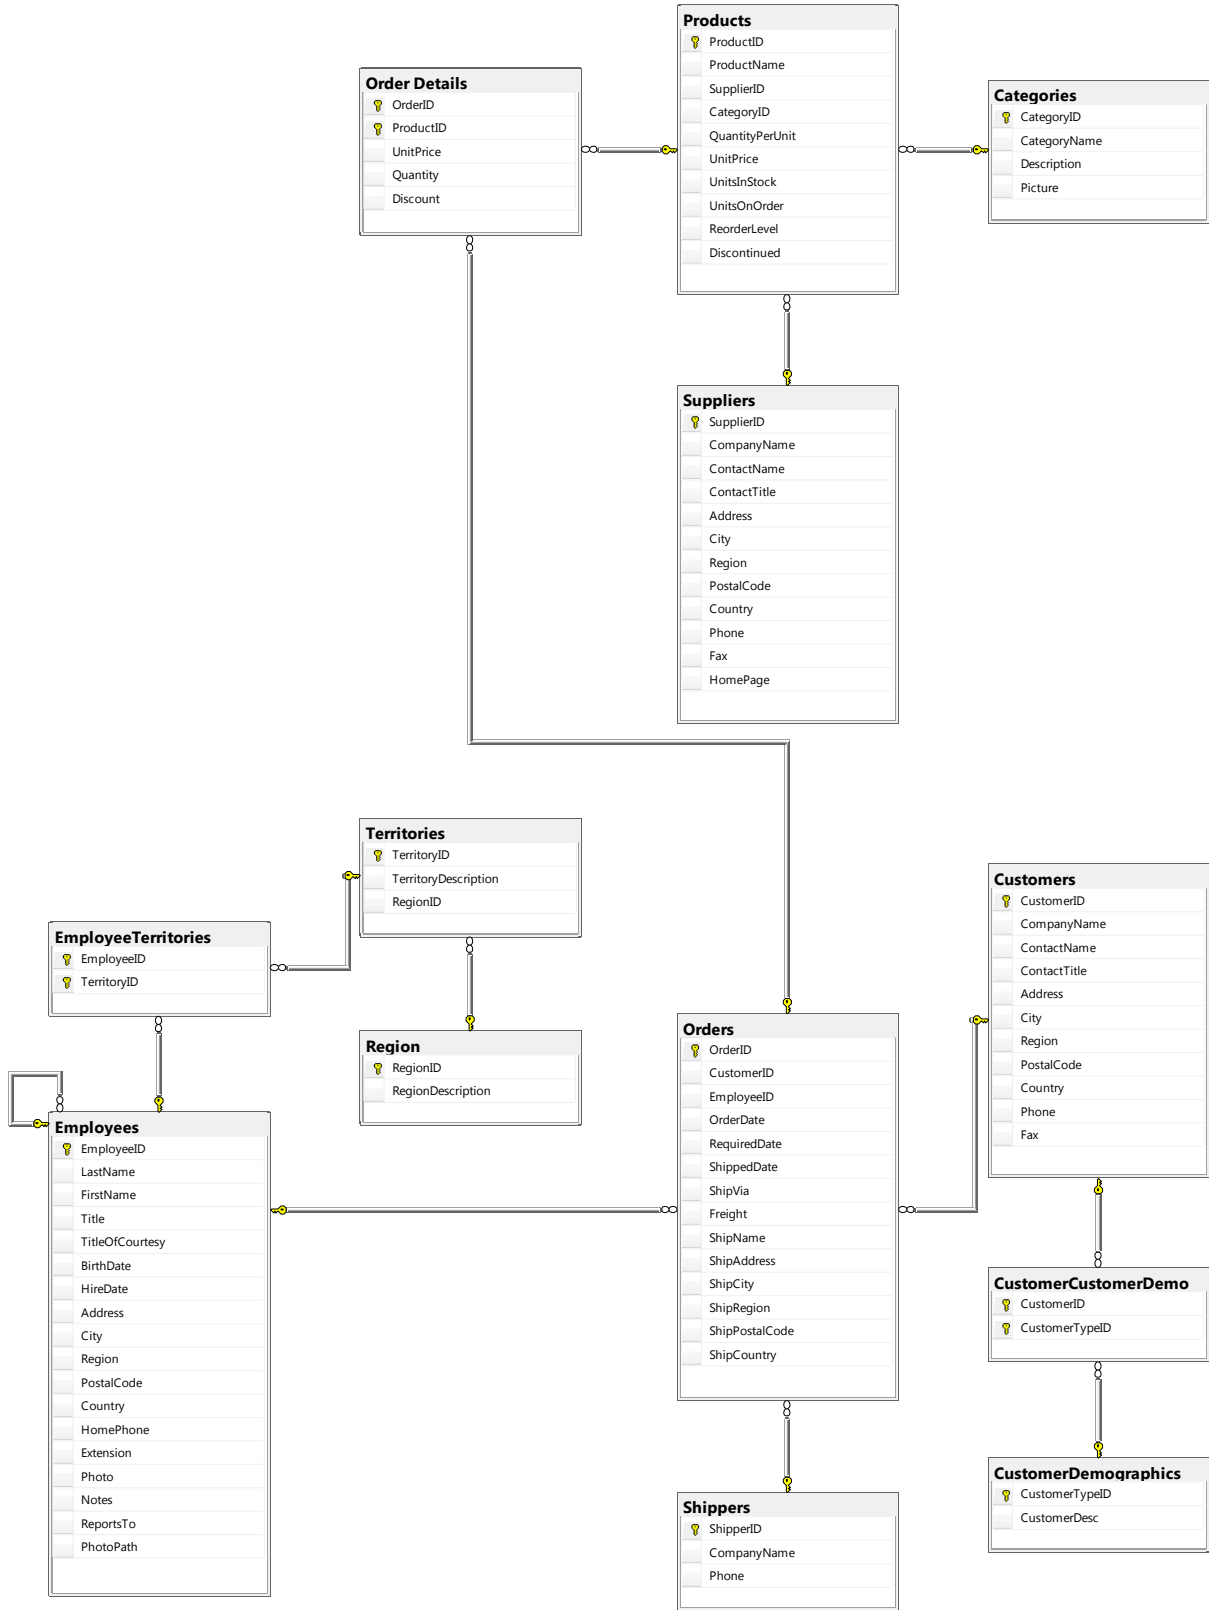 Products
ProductID
ProductName
SupplierID
CategoryID
QuantityPerUnit
UnitPrice
UnitsInStock
UnitsOnOrder
ReorderLevel
Discontinued
Order Details
OrderID
ProductID
UnitPrice
Quantity
Discount
Categories
CategoryID
CategoryName
Description
Picture
Suppliers
SupplierID
CompanyName
ContactName
ContactTitle
Address
City
Region
PostalCode
Country
Phone
Fax
HomePage
Territories
TerritoryID
TerritoryDescription
RegionID
EmployeeTerritories
EmployeeID
TerritoryID
Region
RegionID
RegionDescription
Employees
EmployeeID
LastName
FirstName
Title
TitleOfCourtesy
BirthDate
HireDate
Address
City
Region
PostalCode
Country
HomePhone
Extension
Photo
Notes
ReportsTo
PhotoPath
Orders
OrderID
CustomerID
EmployeeID
OrderDate
RequiredDate
ShippedDate
ShipVia
Freight
ShipName
ShipAddress
ShipCity
ShipRegion
ShipPostalCode
ShipCountry
Customers
CustomerID
CompanyName
ContactName
ContactTitle
Address
City
Region
PostalCode
Country
Phone
Fax
CustomerCustomerDemo
CustomerID
CustomerTypeID
CustomerDemographics
CustomerTypeID
CustomerDesc
Shippers
ShipperID
CompanyName
Phone